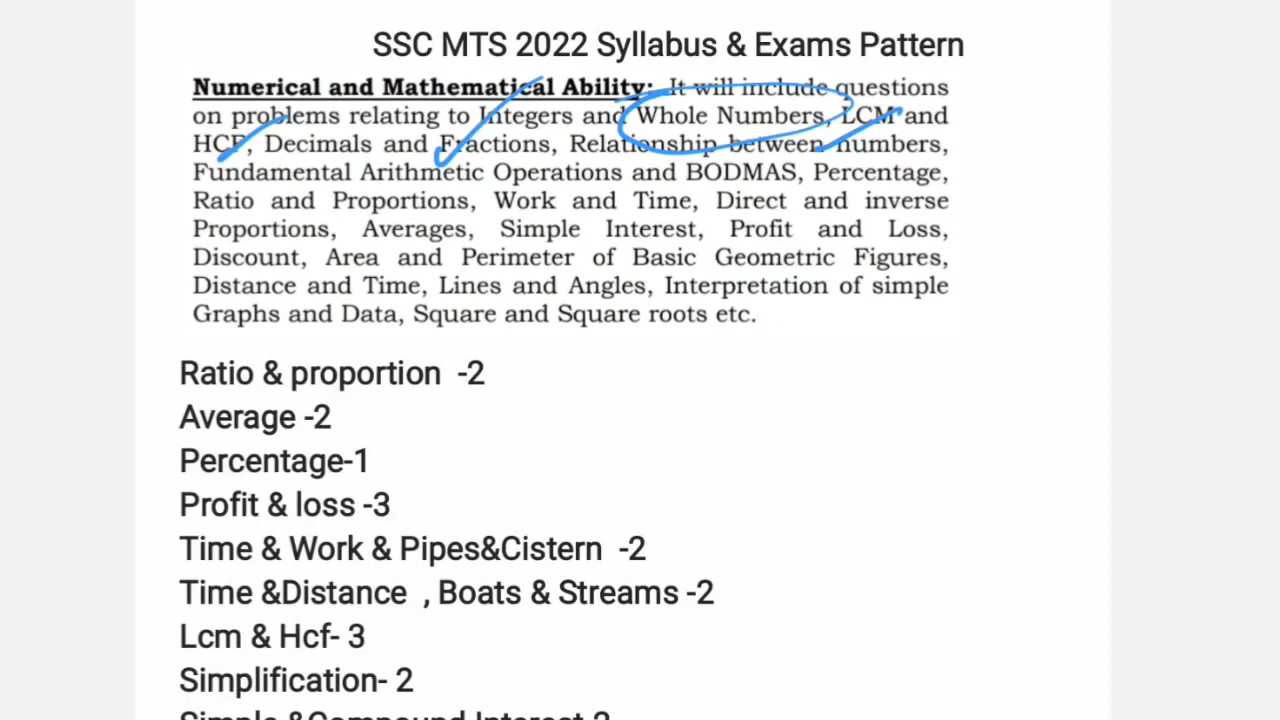 SSC MTS 2022 Syllabus & Exams Pattern
Numerical and Mathematical Ability: It will include questions
on problems relating to Integers and Whole Numbers, LCM and
HCF, Decimals and Fractions, Relationship between numbers,
Fundamental Arithmetic Operations and BODMAS, Percentage,
Ratio and Proportions, Work and Time, Direct and inverse
Proportions, Averages, Simple Interest, Profit and Loss,
Discount, Area and Perimeter of Basic Geometric Figures,
Distance and Time, Lines and Angles, Interpretation of simple
Graphs and Data, Square and Square roots etc.
Ratio & proportion -2
Average -2
Percentage-1
Profit & loss -3
Time & Work & Pipes&Cistern -2
Time &Distance , Boats & Streams -2
Lcm & Hcf- 3
Simplification- 2
Simple &Compound Interest